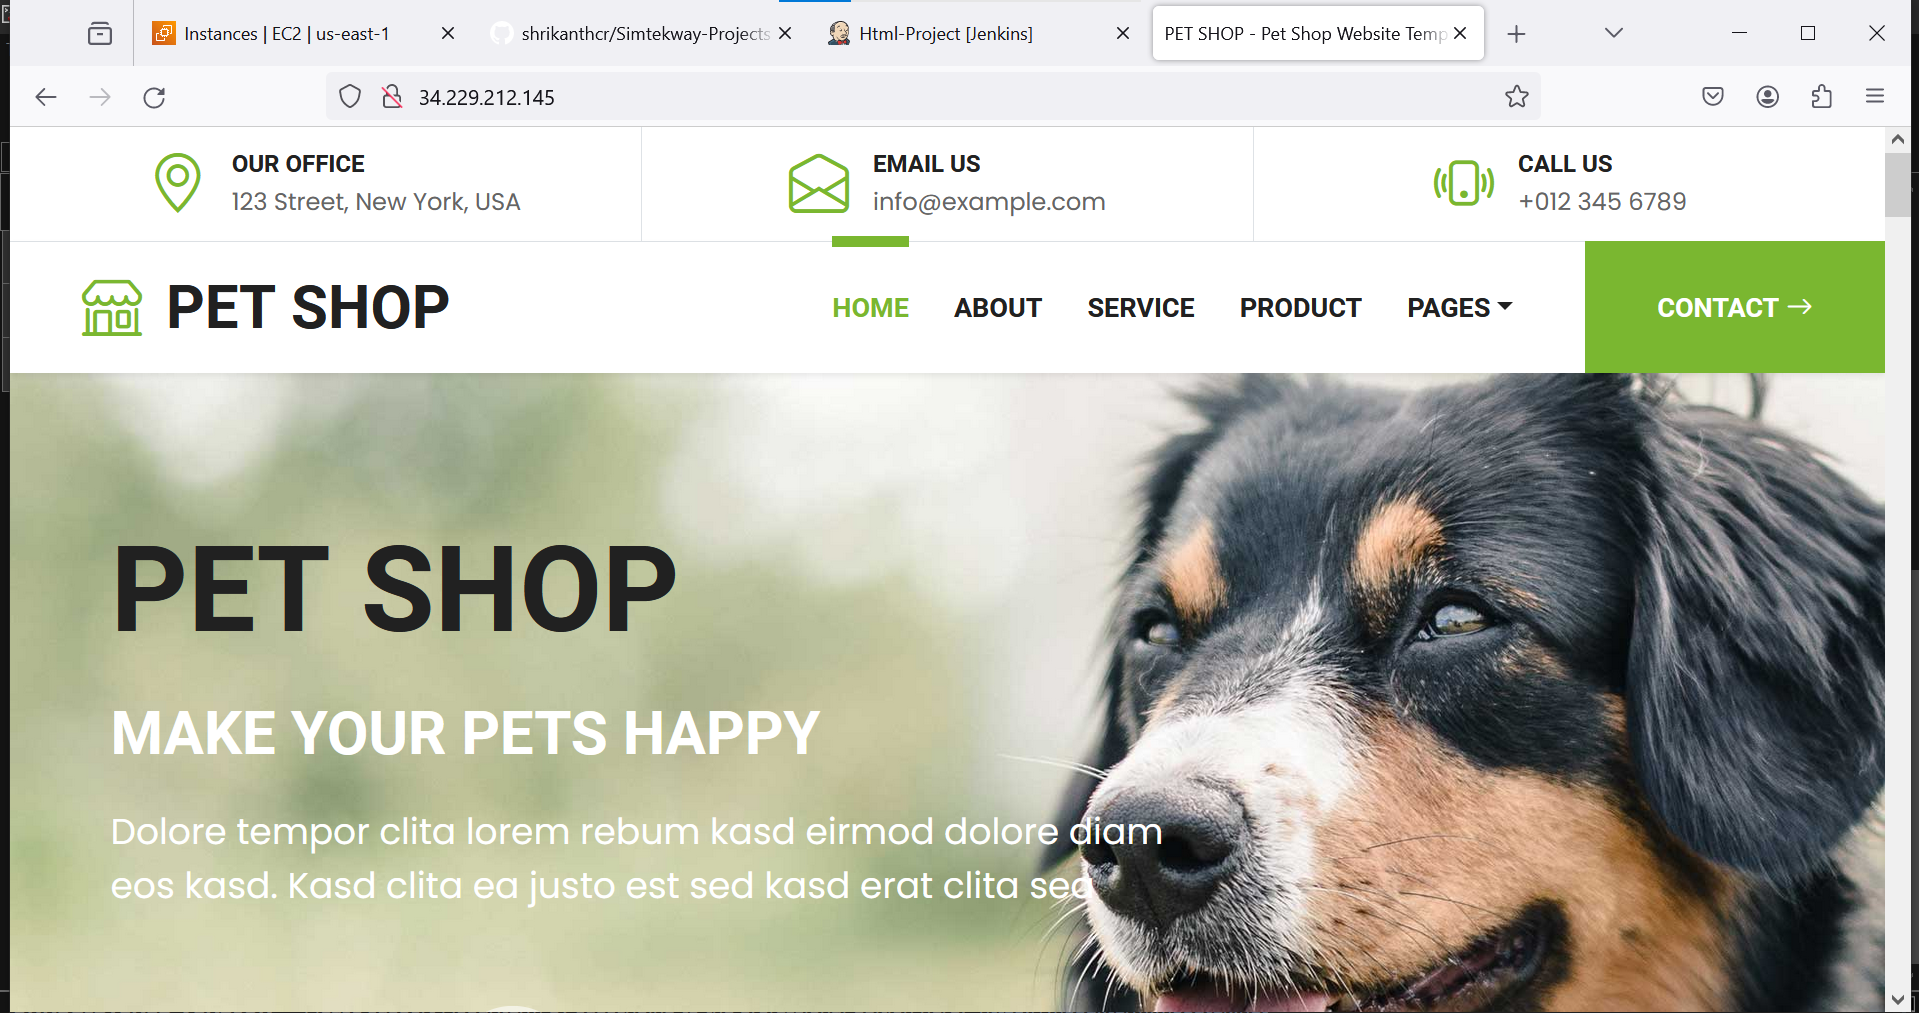 Instances | EC2 | us-east-1
shrikanthcr/Simtekway-Projects
Html-Project [Jenkins]
PET SHOP - Pet Shop Website Temp
34.229.212.145
OUR OFFICE
123 Street, New York, USA
EMAIL US
info@example.com
CALL US
+012 345 6789
PET SHOP
HOME
ABOUT
SERVICE
PRODUCT
PAGES
CONTACT
PET SHOP
MAKE YOUR PETS HAPPY
Dolore tempor clita lorem rebum kasd eirmod dolore diam
eos kasd. Kasd clita ea justo est sed kasd erat clita sea